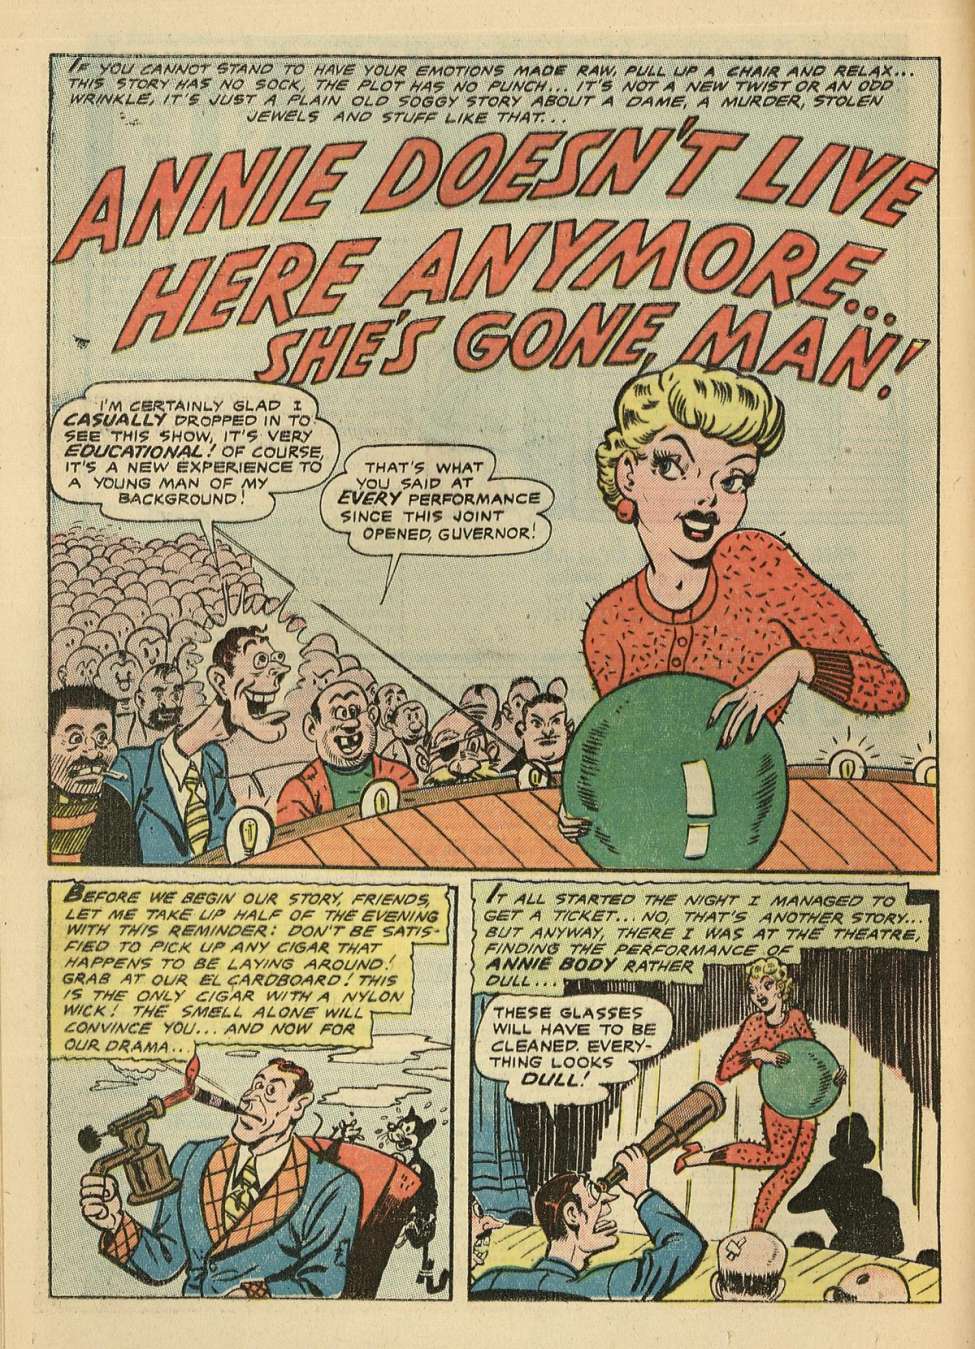 IF YOU CANNOT STAND TO HAVE YOUR EMOTIONS MADE RAW, PULL UP A CHAIR AND RELAX...
THIS STORY HAS NO SOCK, THE PLOT HAS NO PUNCH... IT'S NOT A NEW TWIST OR AN ODD
WRINKLE, IT'S JUST A PLAIN OLD SOGGY STORY ABOUT A DAME, A MURDER, STOLEN
JEWELS AND STUFF LIKE THAT...
ANNIE DOESN'T LIVE
HERE ANYMORE...
SHE'S GONE, MAN!
I'M CERTAINLY GLAD I
CASUALLY DROPPED IN TO
SEE THIS SHOW, IT'S VERY
EDUCATIONAL! OF COURSE,
IT'S A NEW EXPERIENCE TO
A YOUNG MAN OF MY
BACKGROUND!
THAT'S WHAT
YOU SAID AT
EVERY PERFORMANCE
SINCE THIS JOINT
OPENED, GUVERNOR!
BEFORE WE BEGIN OUR STORY, FRIENDS,
LET ME TAKE UP HALF OF THE EVENING
WITH THIS REMINDER: DON'T BE SATIS-
FIED TO PICK UP ANY CIGAR THAT
HAPPENS TO BE LAYING AROUND!
GRAB AT OUR EL CARDBOARD! THIS
IS THE ONLY CIGAR WITH A NYLON
WICK! THE SMELL ALONE WILL
CONVINCE YOU... AND NOW FOR
OUR DRAMA...
IT ALL STARTED THE NIGHT I MANAGED TO
GET A TICKET... NO, THAT'S ANOTHER STORY...
BUT ANYWAY, THERE I WAS AT THE THEATRE,
FINDING THE PERFORMANCE OF
ANNIE BODY RATHER
DULL...
THESE GLASSES
WILL HAVE TO BE
CLEANED. EVERY-
THING LOOKS
DULL!